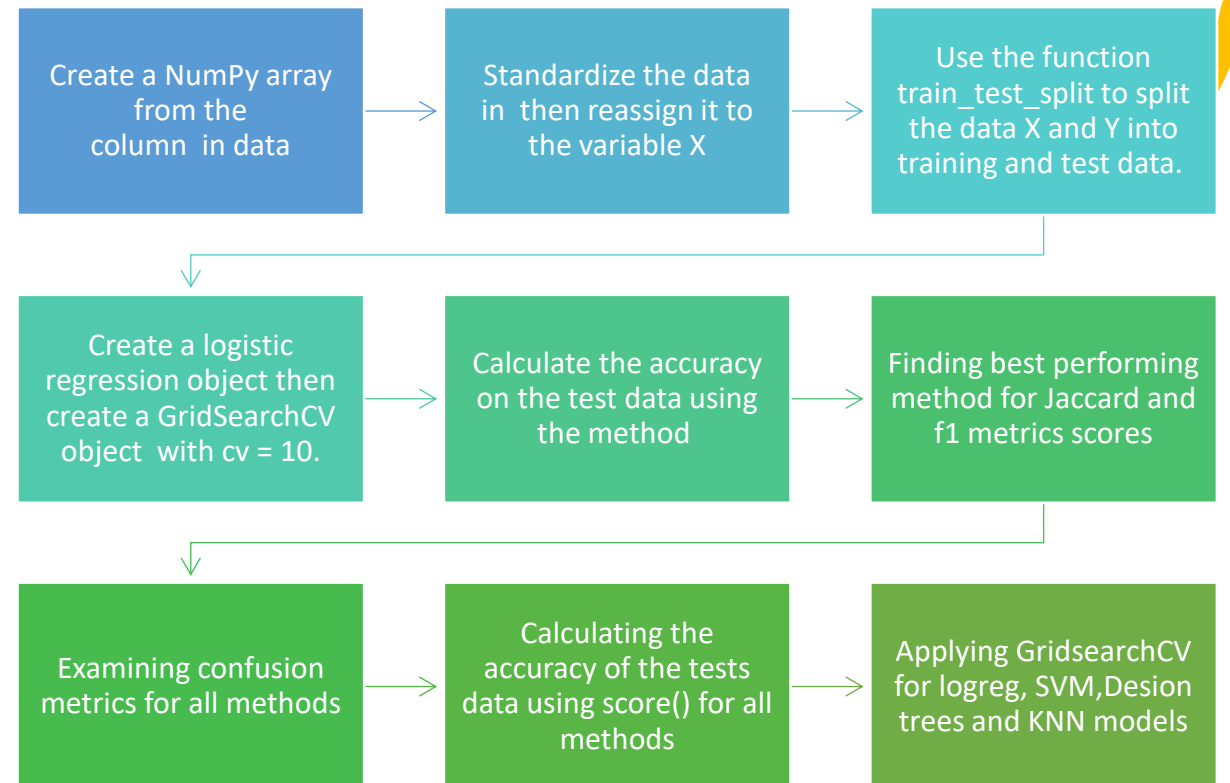 Create a NumPy array
from the
column in data
Standardize the data
in then reassign it to
the variable X
Use the function
train_test_split to split
the data X and Y into
training and test data.
Create a logistic
regression object then
create a GridSearchCV
object with cv = 10.
Calculate the accuracy
on the test data using
the method
Finding best performing
method for Jaccard and
f1 metrics scores
Examining confusion
metrics for all methods
Calculating the
accuracy of the tests
data using score() for all
methods
Applying GridsearchCV
for logreg, SVM,Desion
trees and KNN models